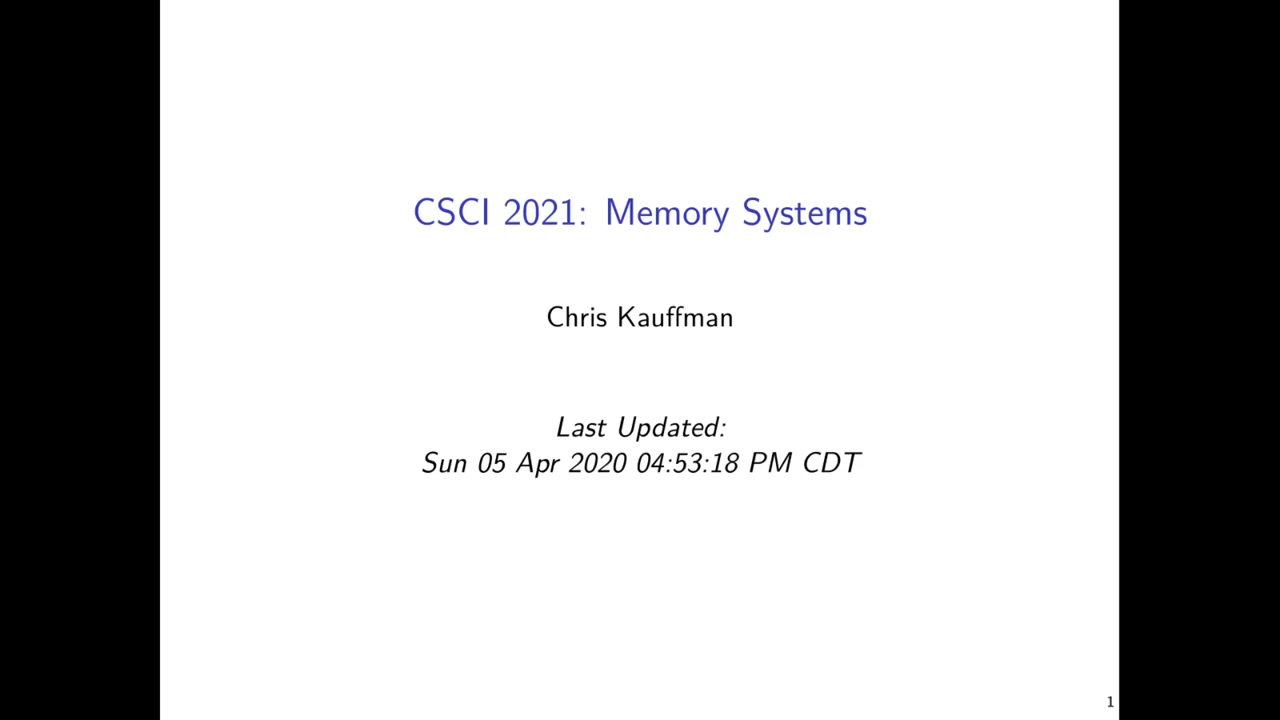 CSCI 2021: Memory Systems
Chris Kauffman
Last Updated:
Sun 05 Apr 2020 04:53:18 PM CDT
1